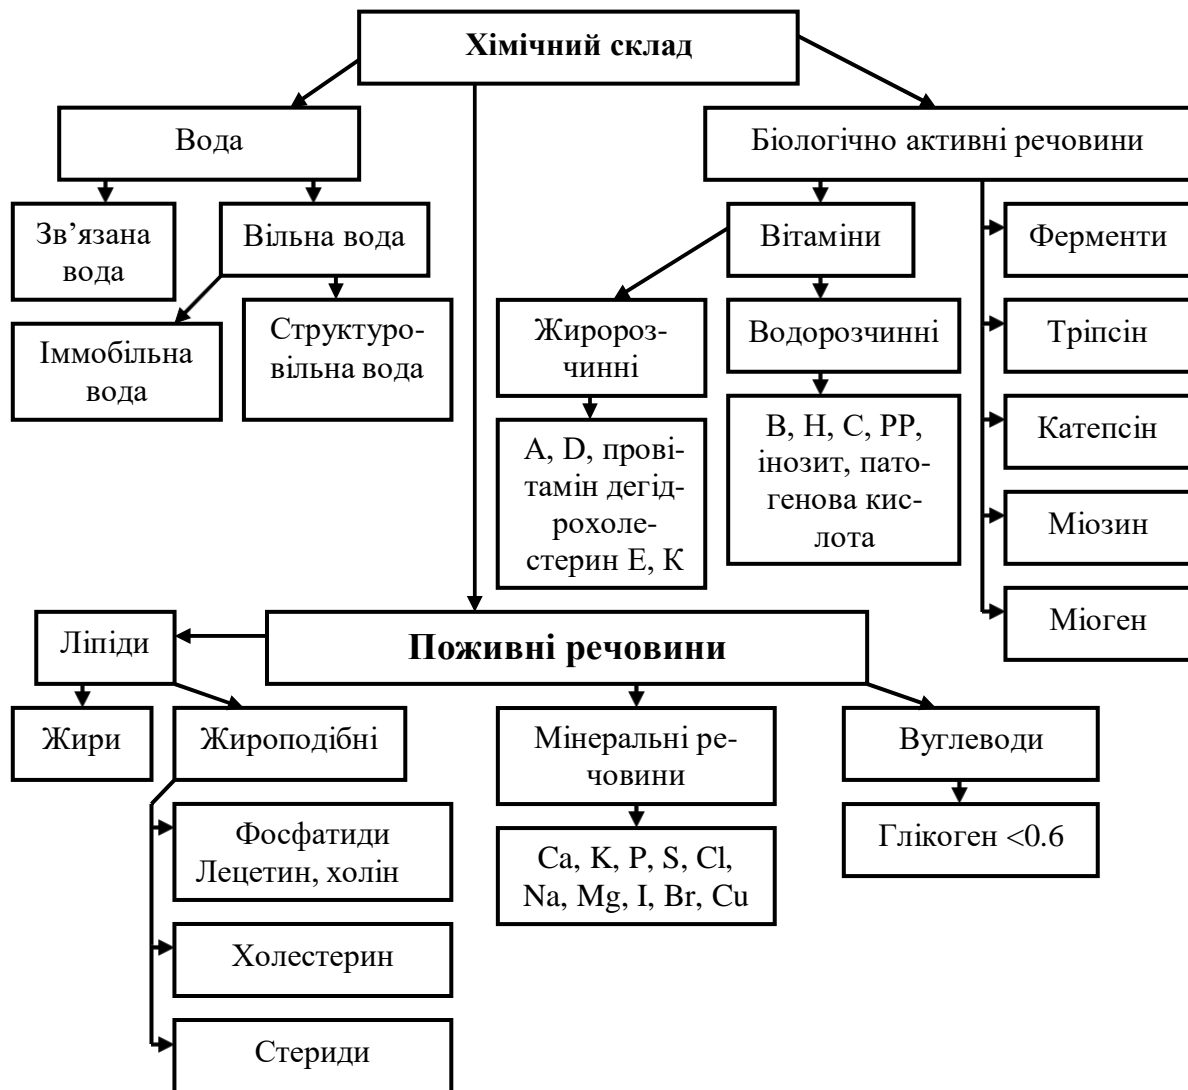 Хімічний склад
Вода
Біологічно активні речовини
Зв’язана
вода
Вільна вода
Вітаміни
Ферменти
Іммобільна
вода
Структуро-
вільна вода
Жиророз-
чинні
Водорозчинні
Тріпсін
A, D, прові-
тамін дегід-
рохоле-
стерин Е, К
В, Н, С, РР,
інозит, пато-
генова кис-
лота
Катепсін
Міозин
Міоген
Ліпіди
Поживні речовини
Жири
Жироподібні
Мінеральні ре-
човини
Вуглеводи
Фосфатиди
Лецетин, холін
Ca, K, P, S, Cl,
Na, Mg, I, Br, Cu
Глікоген <0.6
Холестерин
Стериди